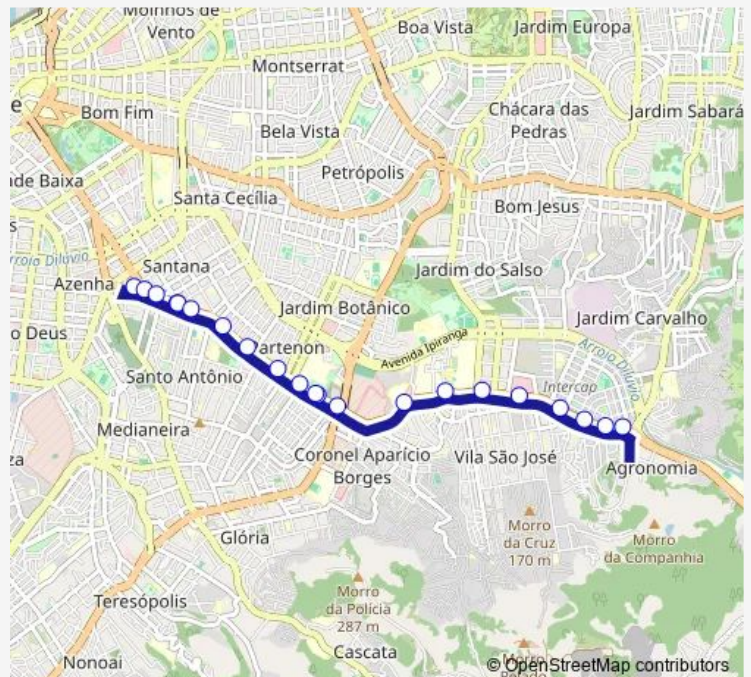 Moinhos de
Vento
Boa Vista
Jardim Europa
Montserrat
e
Bom Fim
Chácara das
Pedras
Jardim Sabará
Bela Vista
Petrópolis
de Baixa
Santa Cecília
Bom Jesus
s
Arroio Dilúvio
Santana
Azenha
Jardim do Salso
Jardim Botânico
Jardim Carvalho
o Deus
artenon
Avenida Ipiranga
Arroio Dilúvio
Santo Antônio
Intercap
Medianeira
za
Coronel Aparício
Borges
Vila São José
Agronomia
Glória
Morro
da Cruz
170 m
Morro
da Companhia
Morro
da Polícia
287 m
Teresópolis
Cascata
Nonoai
Morro
© OpenStreetMap contributors